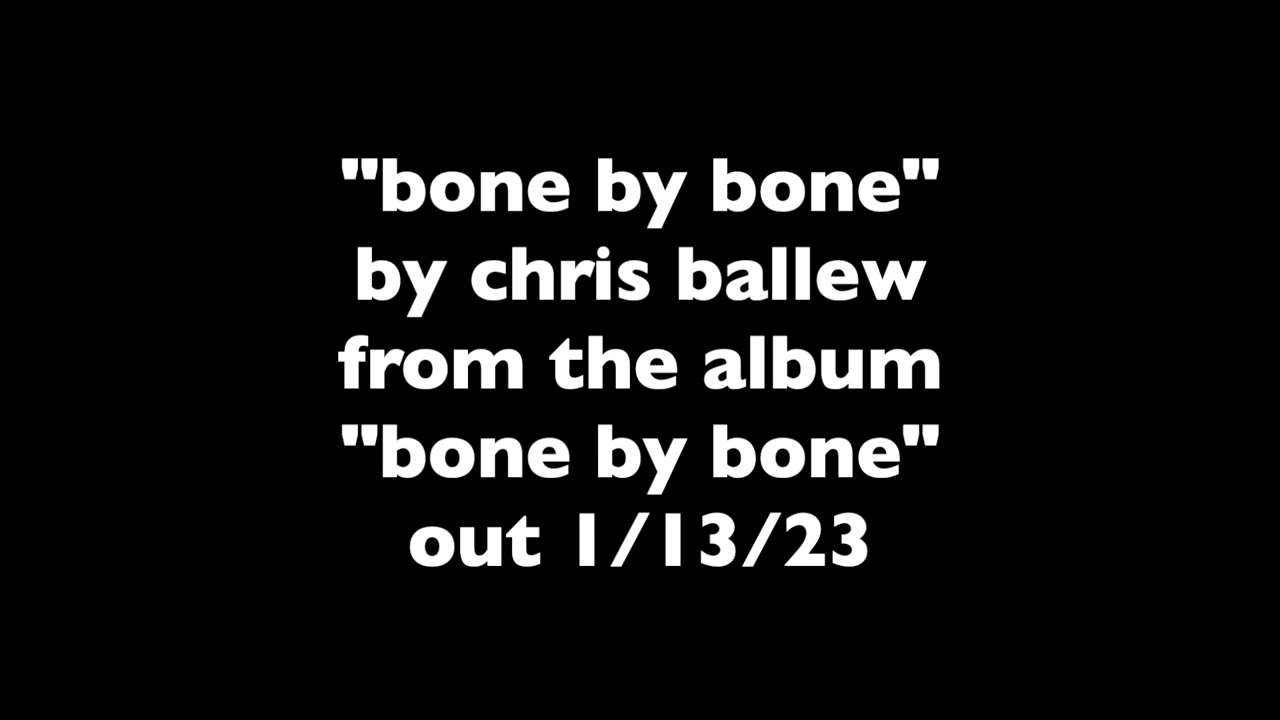 "bone by bone"
by chris ballew
from the album
"bone by bone"
out 1/13/23